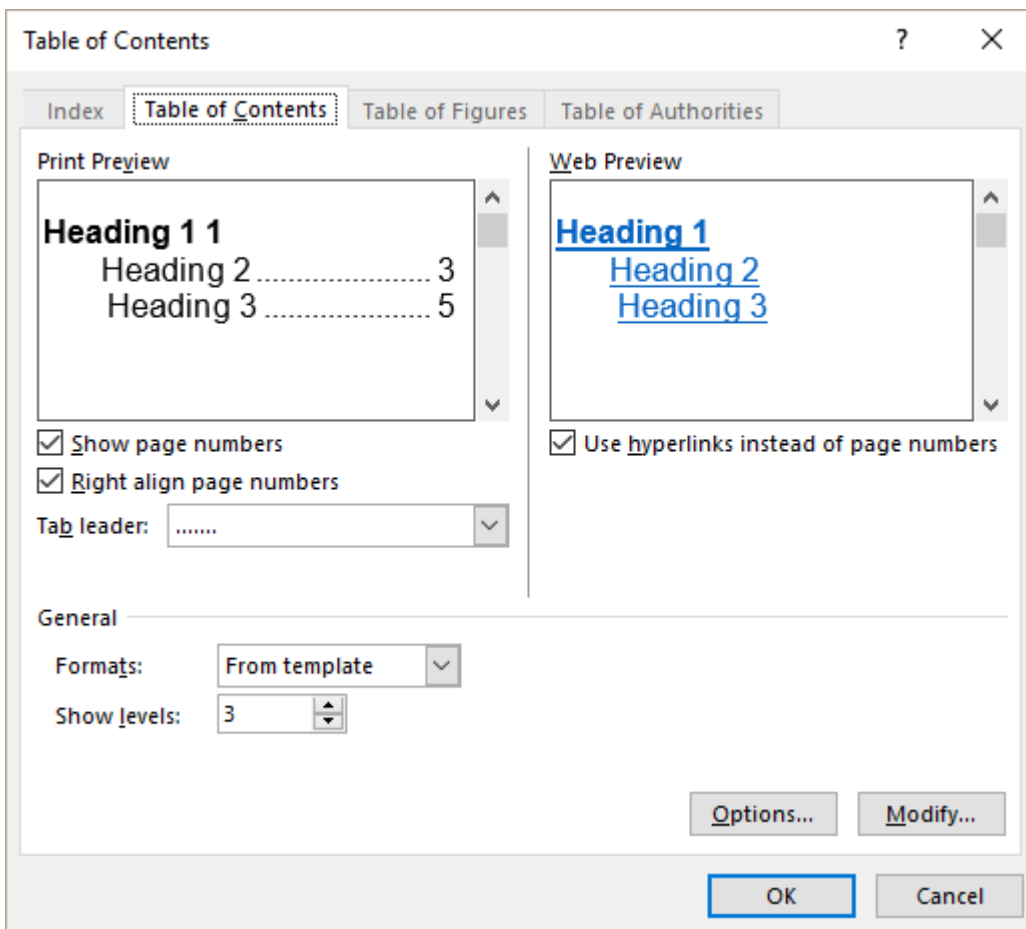 Table of Contents ?
Index Table of Contents Table of Figures Table of Authorities
Print Preview
Heading 1 1
Heading 2 ........................ 3
Heading 3 ....................... 5
Show page numbers
Right align page numbers
Tab leader: .......
Web Preview
Heading 1
Heading 2
Heading 3
Use hyperlinks instead of page numbers
General
Formats: From template
Show levels: 3
Options... Modify...
OK Cancel